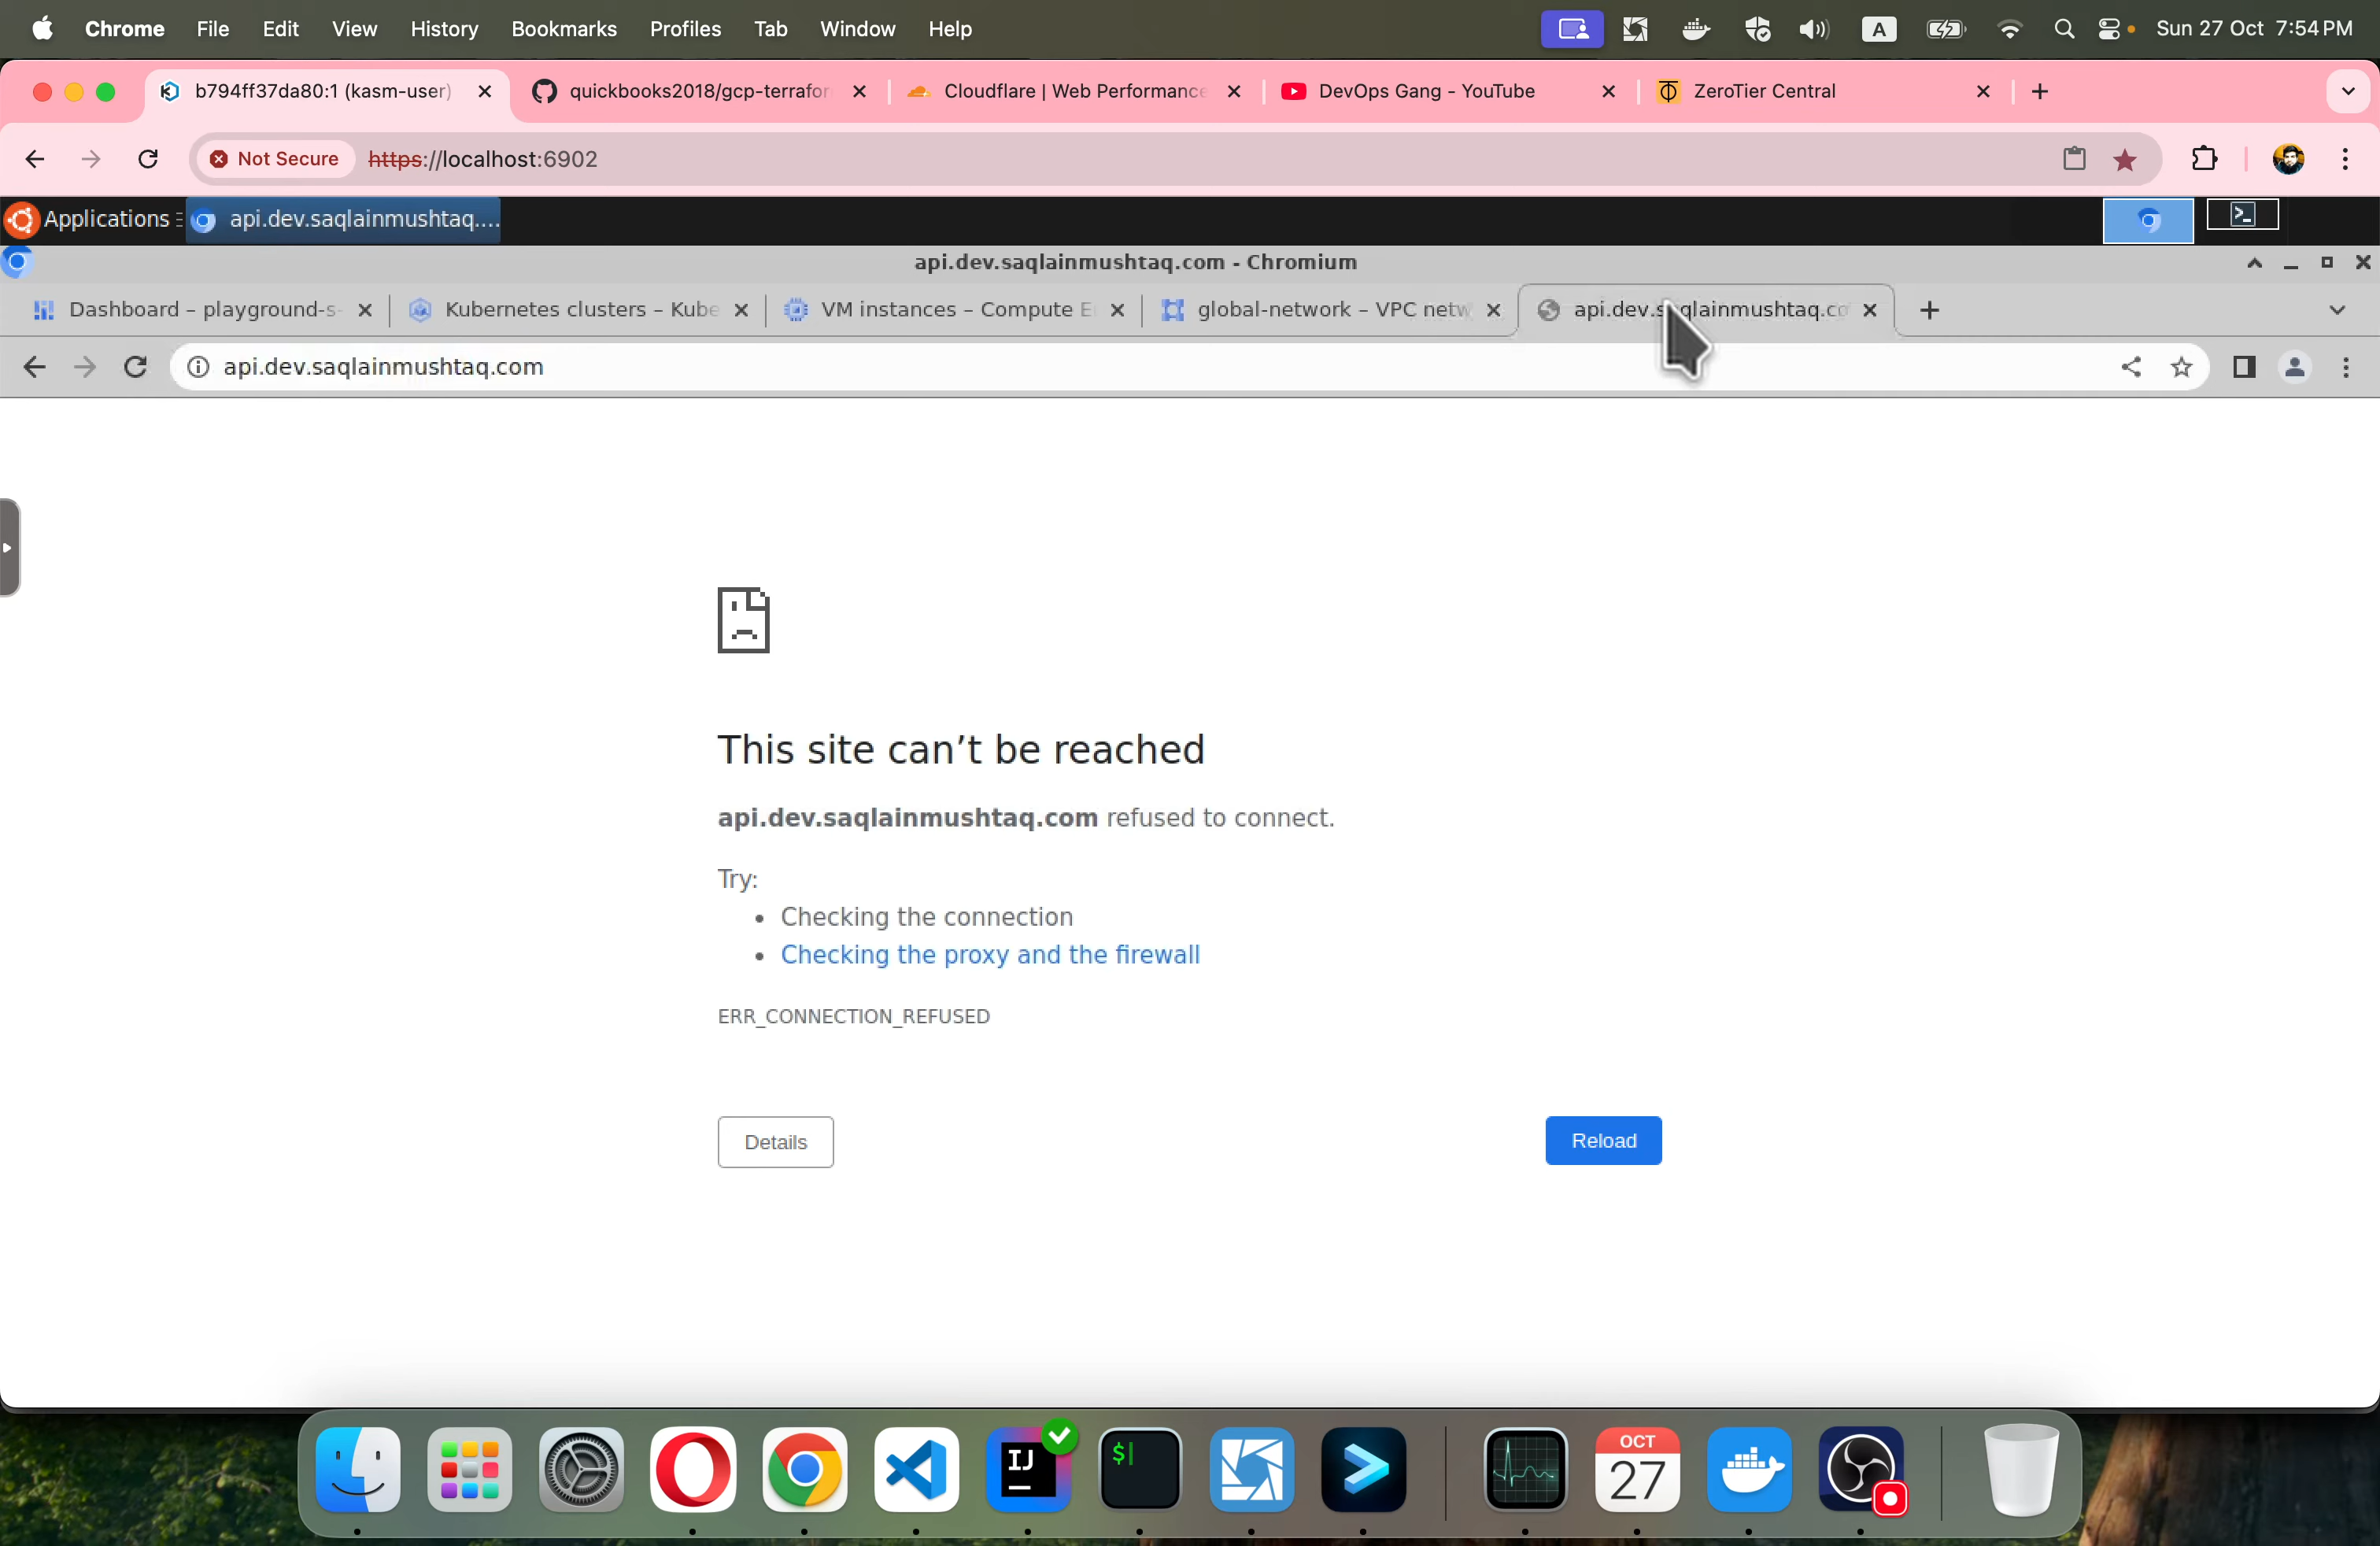 Chrome File Edit View History Bookmarks Profiles Tab Window Help A Sun 27 Oct 7:54 PM
b794ff37da80:1 (kasm-user) quickbooks2018/gcp-terrafor Cloudflare | Web Performance DevOps Gang - YouTube ZeroTier Central
Not Secure https://localhost:6902
Applications api.dev.saqlainmushtaq....
api.dev.saqlainmushtaq.com - Chromium
Dashboard – playground-s- Kubernetes clusters – Kube VM instances – Compute E global-network – VPC netw api.dev.saqlainmushtaq.co
api.dev.saqlainmushtaq.com
This site can’t be reached
api.dev.saqlainmushtaq.com refused to connect.
Try:
• Checking the connection
• Checking the proxy and the firewall
ERR_CONNECTION_REFUSED
Details Reload
IJ $ OCT
27